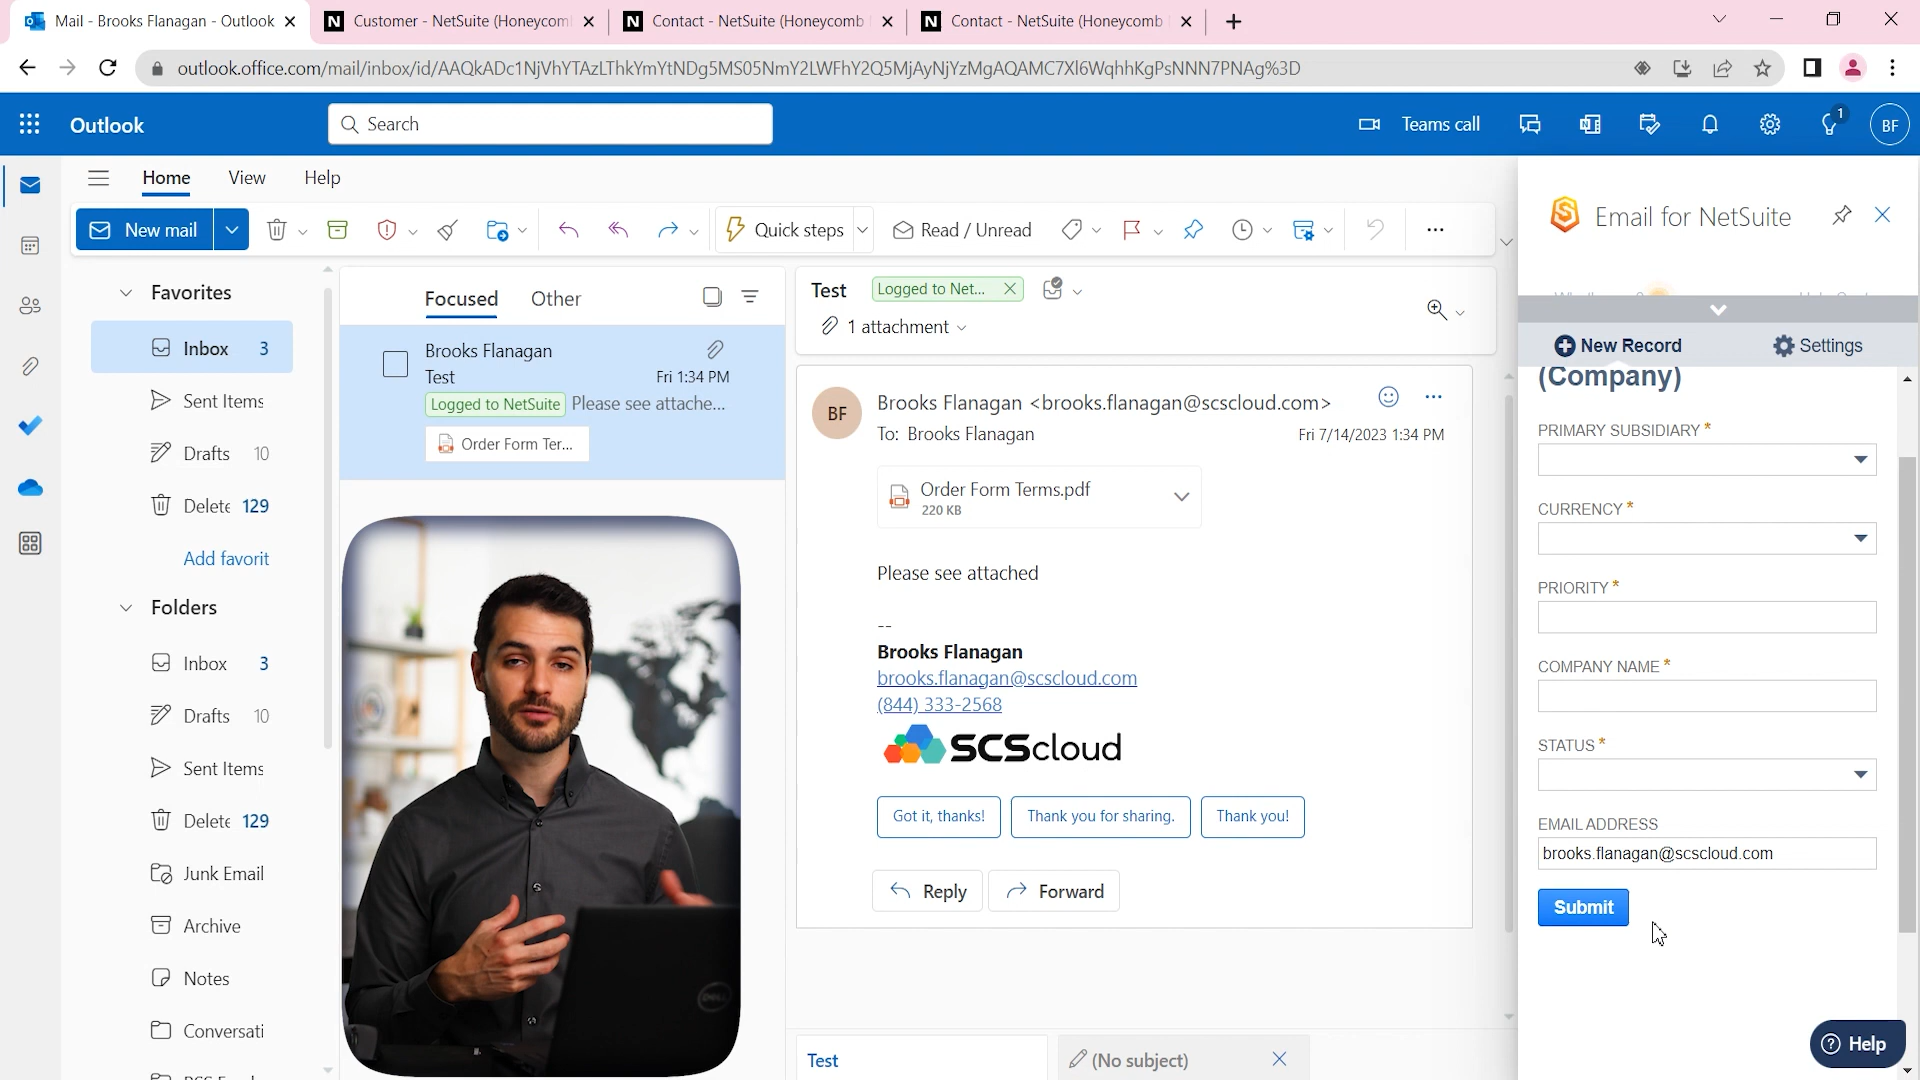 Mail - Brooks Flanagan - Outlook
Customer - NetSuite (Honeycom
Contact - NetSuite (Honeycomb
Contact - NetSuite (Honeycomb
outlook.office.com/mail/inbox/id/AAQkADc1NjVhYTAzLThkYmYtNDg5MS05NmY2LWFhY2Q5MjAyNjYzMgAQAMC7Xl6WqhhKgPsNNN7PNAg%3D
Outlook
Search
Teams call
1
BF
Home
View
Help
New mail
Quick steps
Read / Unread
Favorites
Inbox 3
Sent Items
Drafts 10
Delete 129
Add favorit
Folders
Inbox 3
Drafts 10
Sent Items
Delete 129
Junk Email
Archive
Notes
Conversati
Focused
Other
Brooks Flanagan
Test
Fri 1:34 PM
Logged to NetSuite Please see attache...
Order Form Ter...
Test
Logged to Net...
1 attachment
BF
Brooks Flanagan <brooks.flanagan@scscloud.com>
To: Brooks Flanagan
Fri 7/14/2023 1:34 PM
Order Form Terms.pdf
220 KB
Please see attached
--
Brooks Flanagan
brooks.flanagan@scscloud.com
(844) 333-2568
SCScloud
Got it, thanks!
Thank you for sharing.
Thank you!
Reply
Forward
Test
(No subject)
Email for NetSuite
New Record
Settings
(Company)
PRIMARY SUBSIDIARY *
CURRENCY *
PRIORITY *
COMPANY NAME *
STATUS *
EMAIL ADDRESS
brooks.flanagan@scscloud.com
Submit
Help
DELL